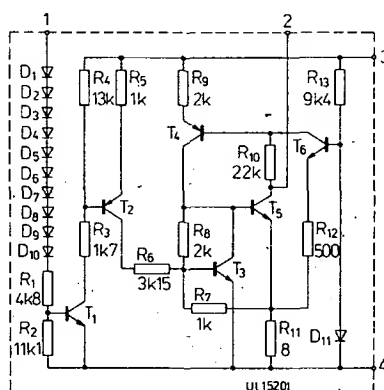 1
2
3
4
D1
D2
D3
D4
D5
D6
D7
D8
D9
D10
R1
4k8
R2
11k1
R4
13k
R5
1k
R3
1k7
T1
T2
R6
3k15
R9
2k
T4
R8
2k
R7
1k
T3
R10
22k
T5
T6
R13
9k4
R12
500
R11
8
D11
UL1520L